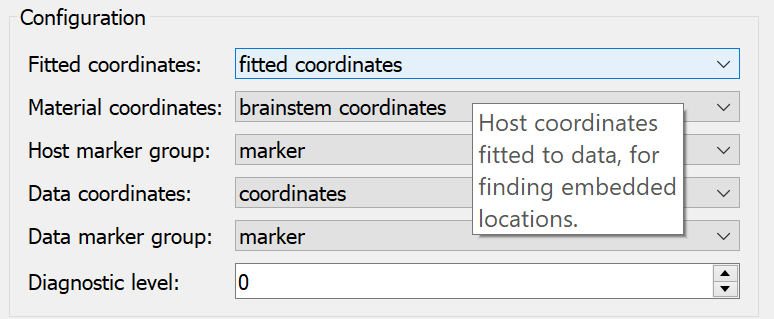 Configuration
Fitted coordinates: fitted coordinates
Material coordinates: brainstem coordinates
Host marker group: marker
Data coordinates: coordinates
Data marker group: marker
Diagnostic level: 0
Host coordinates
fitted to data, for
finding embedded
locations.